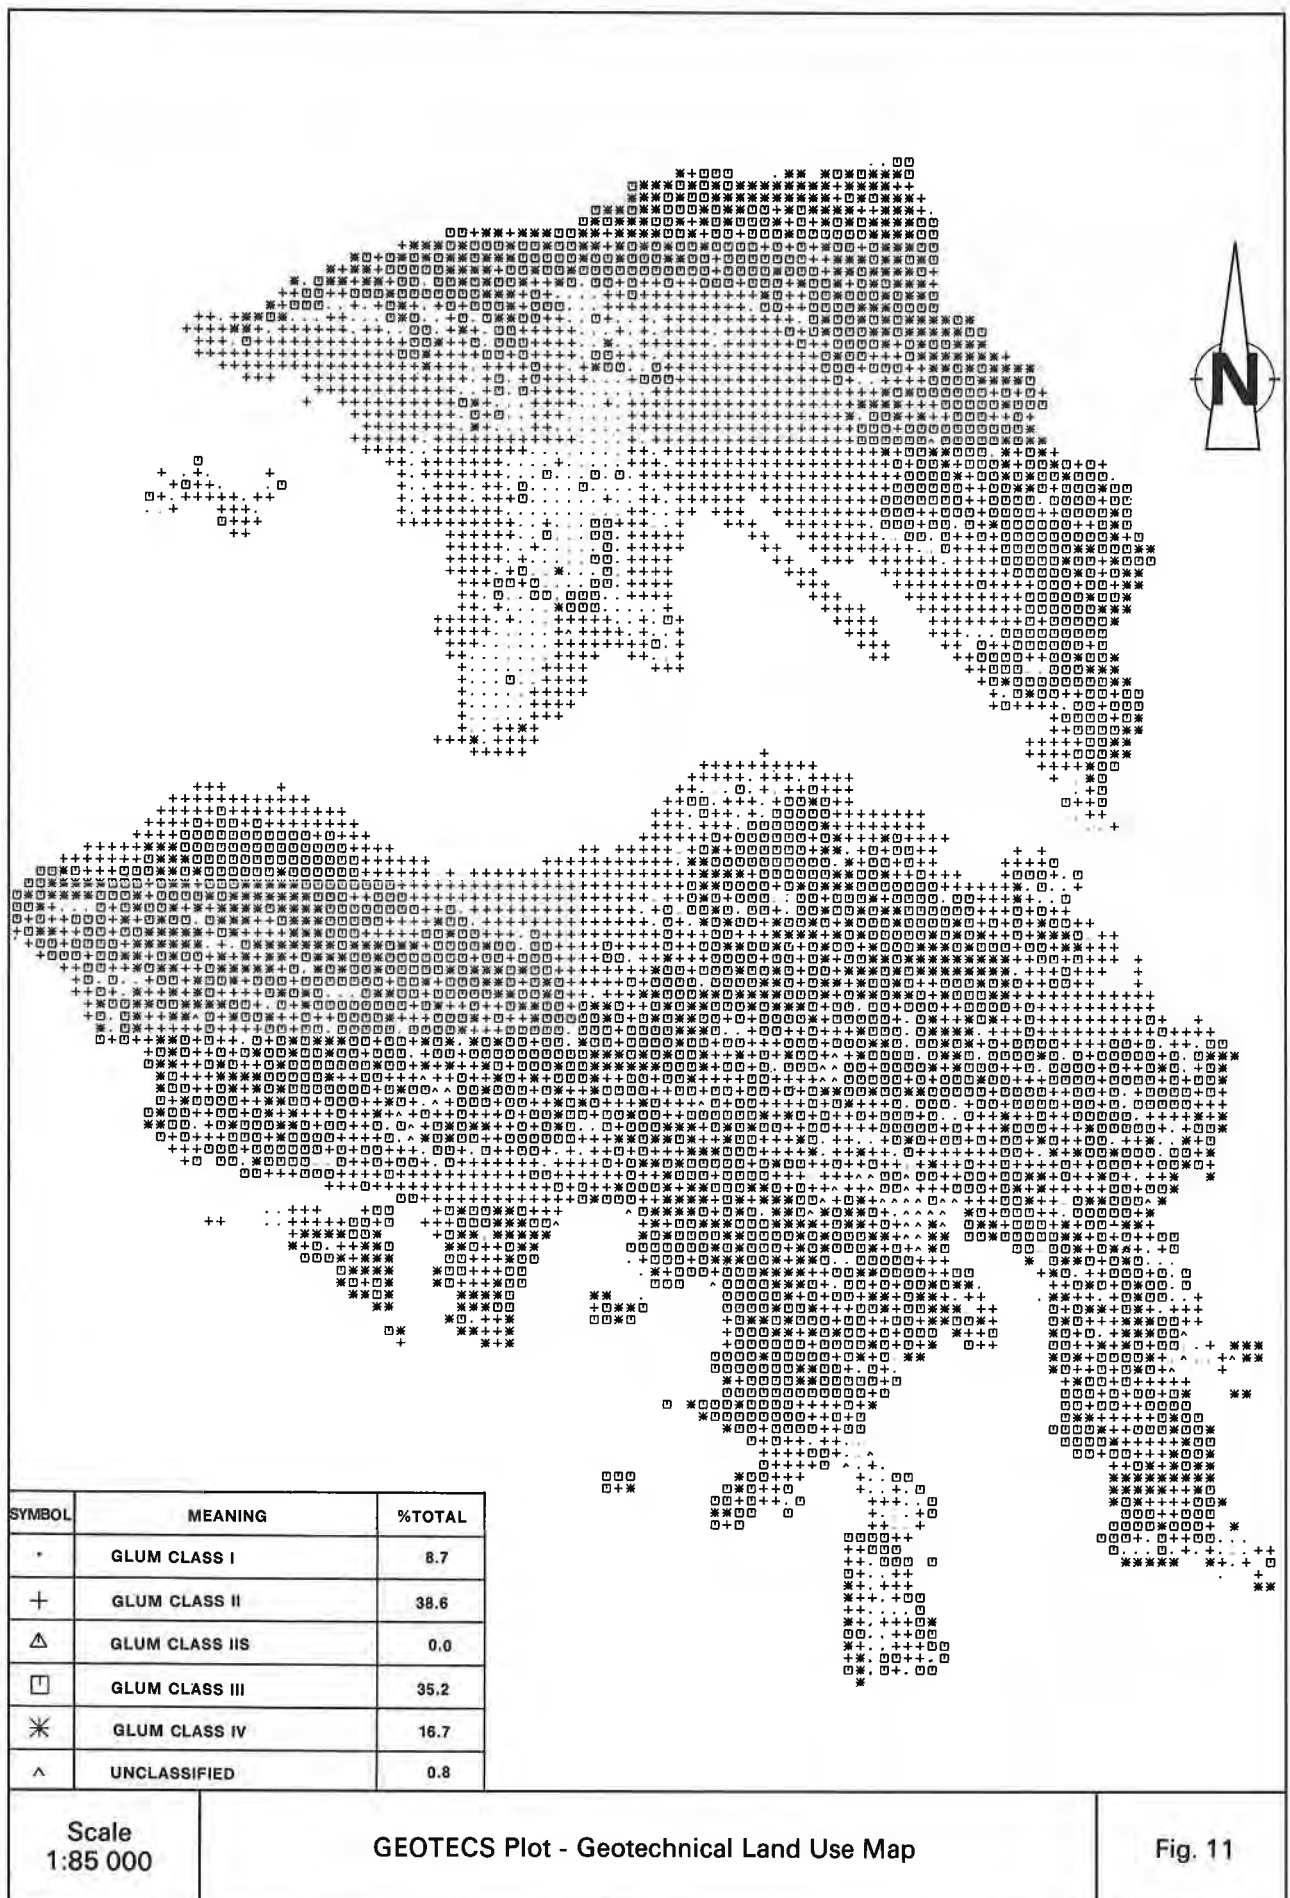 N
SYMBOL MEANING %TOTAL
. GLUM CLASS I 8.7
+ GLUM CLASS II 38.6
GLUM CLASS IIS 0.0
GLUM CLASS III 35.2
GLUM CLASS IV 16.7
^ UNCLASSIFIED 0.8
Scale
1:85 000
GEOTECS Plot - Geotechnical Land Use Map
Fig. 11